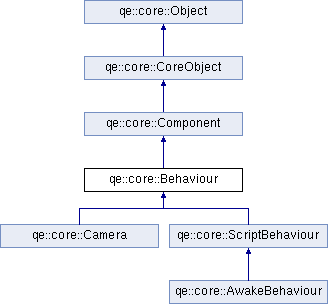 qe::core::Object
qe::core::CoreObject
qe::core::Component
qe::core::Behaviour
qe::core::Camera
qe::core::ScriptBehaviour
qe::core::AwakeBehaviour